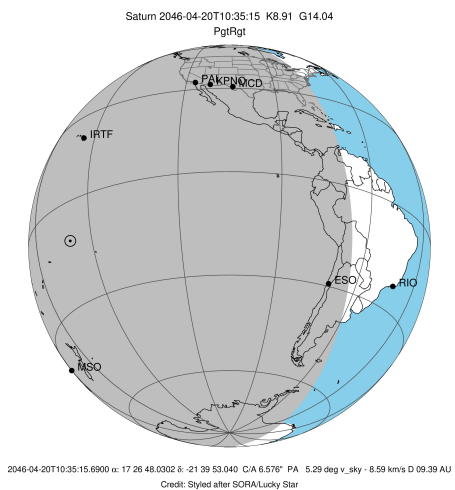 Saturn 2046-04-20T10:35:15  K8.91  G14.04
PgtRgt
PAL KPNO MCD
IRTF
ESO
RIO
MSO
2046-04-20T10:35:15.6900 α: 17 26 48.0302 δ: -21 39 53.040  C/A 6.576"  PA  5.29 deg v_sky - 8.59 km/s D 09.39 AU
Credit: Styled after SORA/Lucky Star